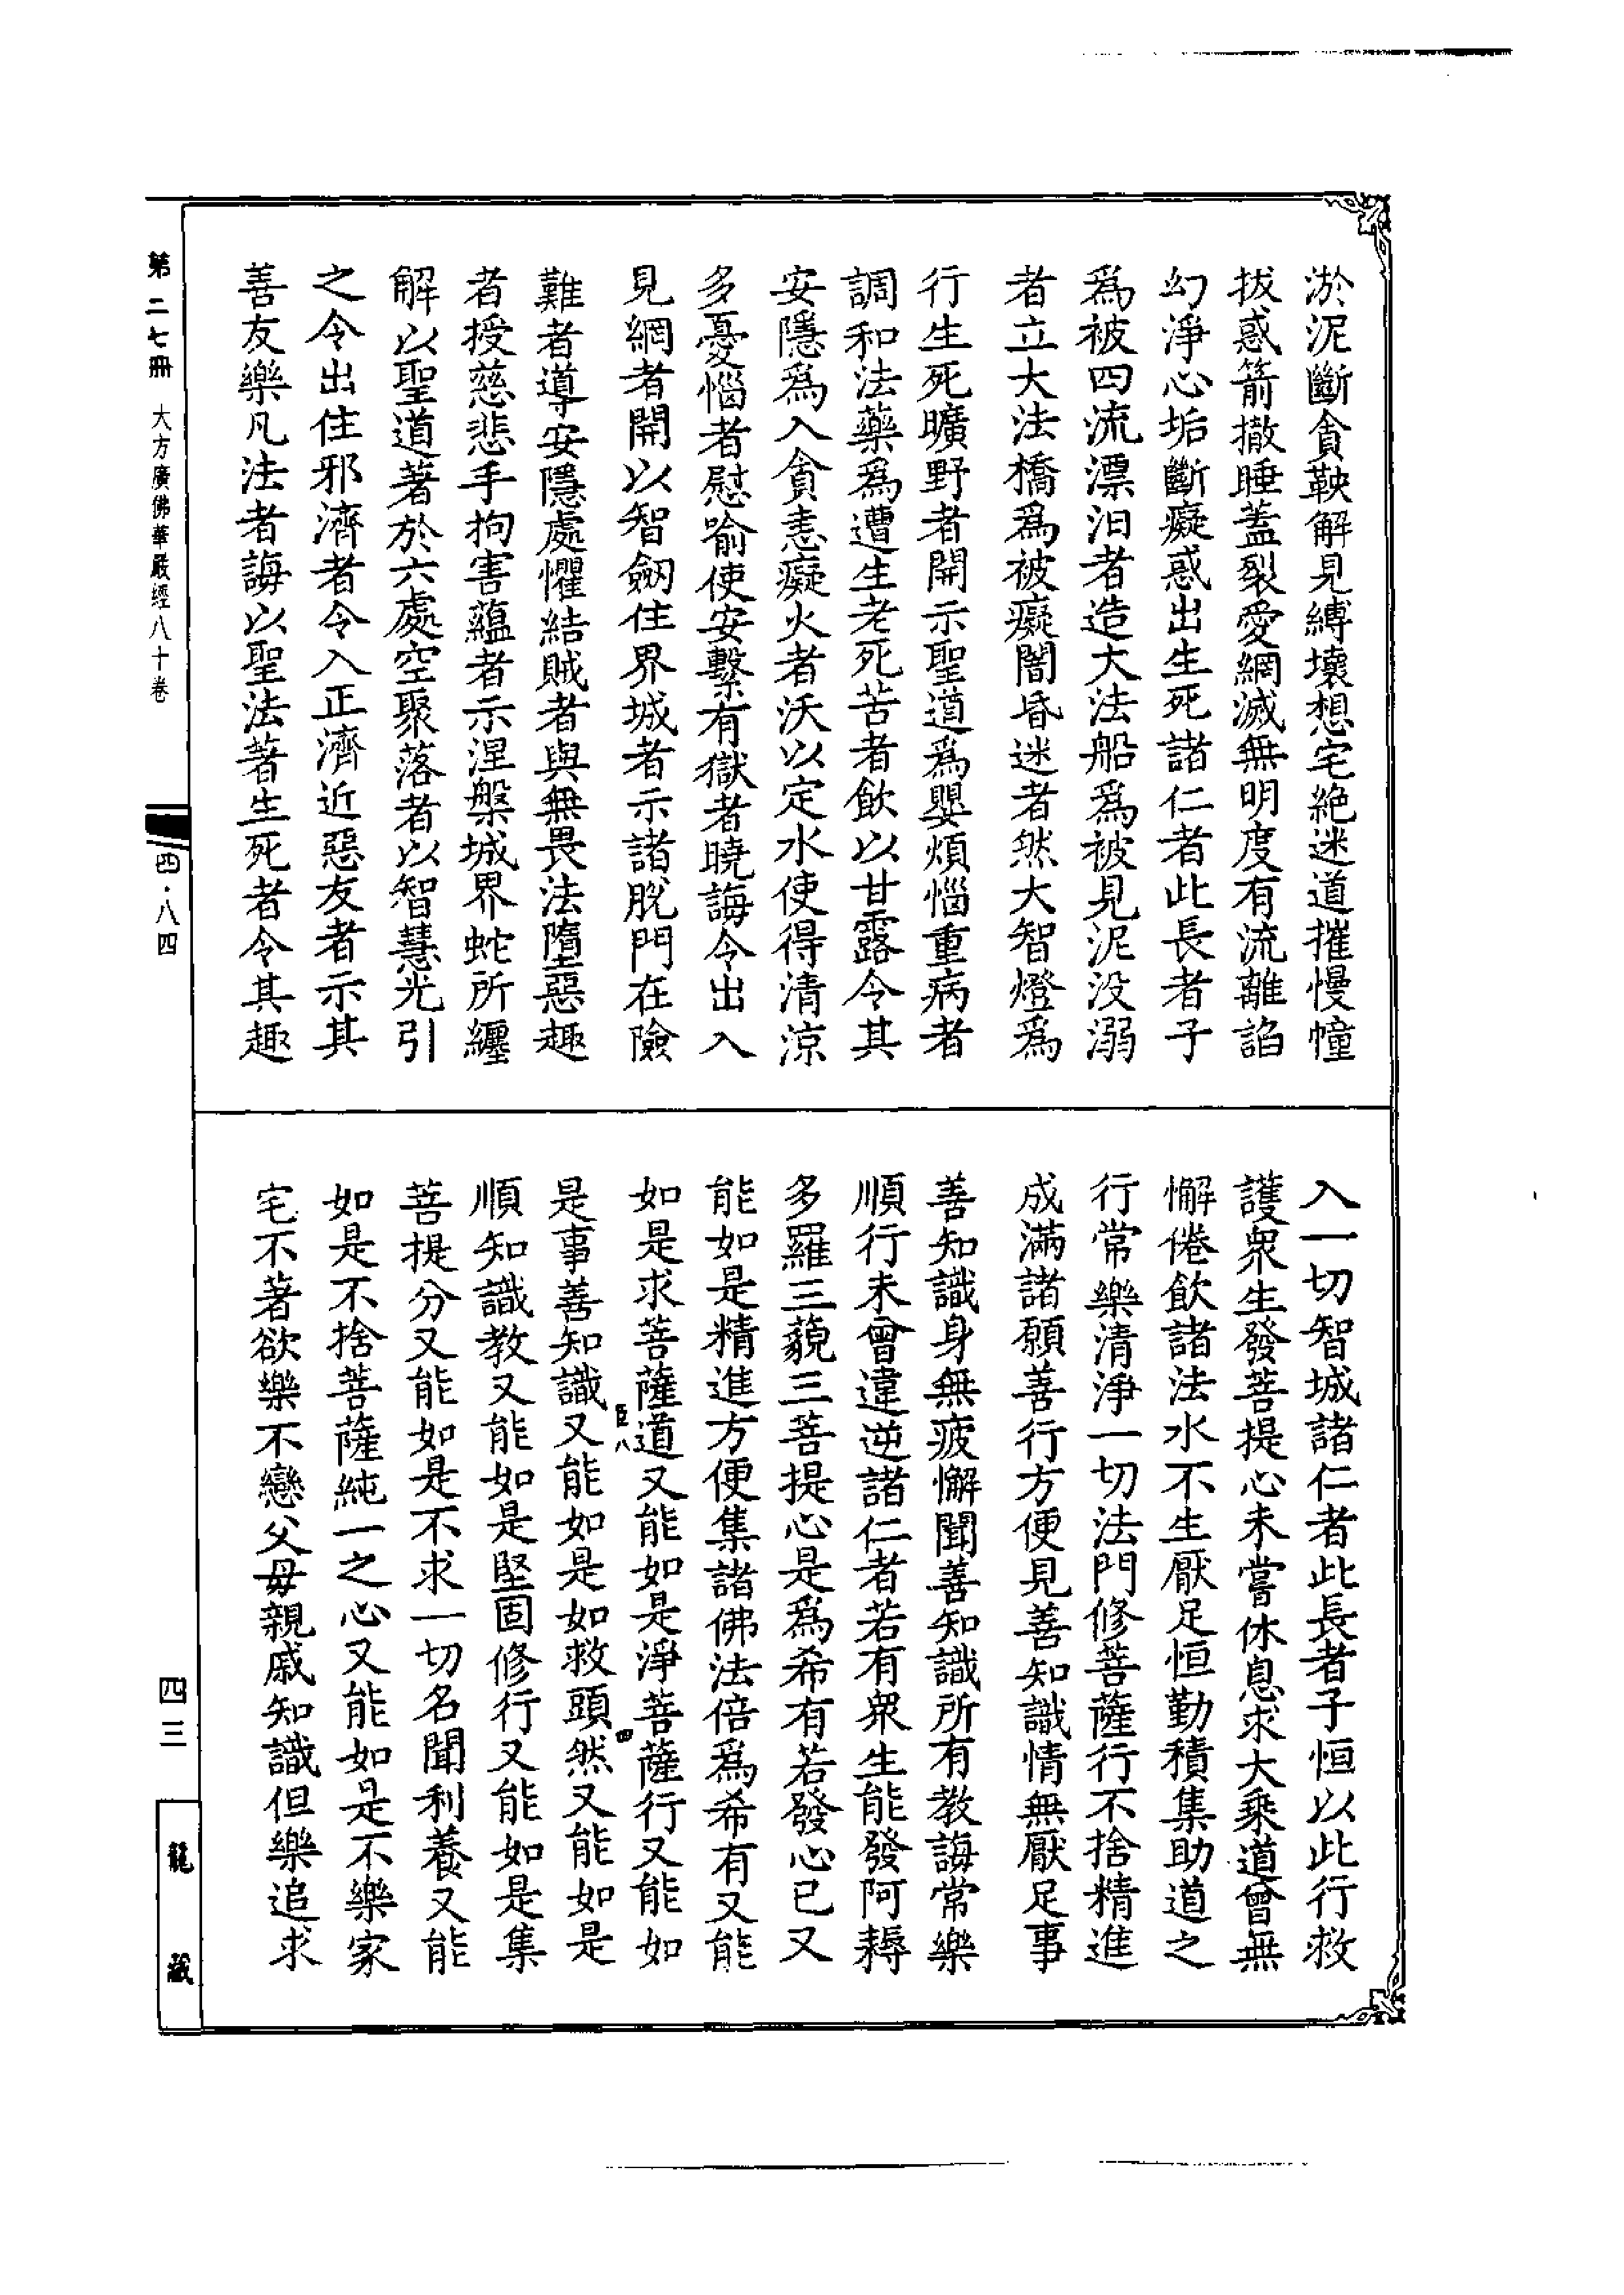 淤泥斷貪鞅解見縛壞想宅絶迷道摧慢幢
拔惑箭撤睡蓋裂愛網滅無明度有流離諂
幻淨心垢斷癡惑出生死諸仁者此長者子
爲被四流漂汩者造大法船爲被見泥没溺
者立大法橋爲被癡闇昏迷者然大智燈爲
行生死曠野者開示聖道爲嬰煩惱重病者
調和法藥爲遭生老死苦者飲以甘露令其
安隱爲入貪恚癡火者沃以定水使得清涼
多憂惱者慰喻使安繫有獄者曉誨令出入
見網者開以智劒住界城者示諸脫門在險
難者導安隱處懼結賊者與無畏法墮惡趣
者授慈悲手拘害蘊者示涅槃城界蛇所纏
解以聖道著於六處空聚落者以智慧光引
之令出住邪濟者令入正濟近惡友者示其
善友樂凡法者誨以聖法著生死者令其趣
入一切智城諸仁者此長者子恒以此行救
護衆生發菩提心未嘗休息求大乘道曾無
懈倦飲諸法水不生厭足恒勤積集助道之
行常樂清淨一切法門修菩薩行不捨精進
成滿諸願善行方便見善知識情無厭足事
善知識身無疲懈聞善知識所有教誨常樂
順行未曾違逆諸仁者若有衆生能發阿耨
多羅三藐三菩提心是爲希有若發心已又
能如是精進方便集諸佛法倍爲希有又能
如是求菩薩道又能如是淨菩薩行又能如
臣八
四
是事善知識又能如是如救頭然又能如是
順知識教又能如是堅固修行又能如是集
菩提分又能如是不求一切名聞利養又能
如是不捨菩薩純一之心又能如是不樂家
宅不著欲樂不戀父母親戚知識但樂追求
第二七冊
大方廣佛華嚴經八十卷
四·八四
四三
龍藏